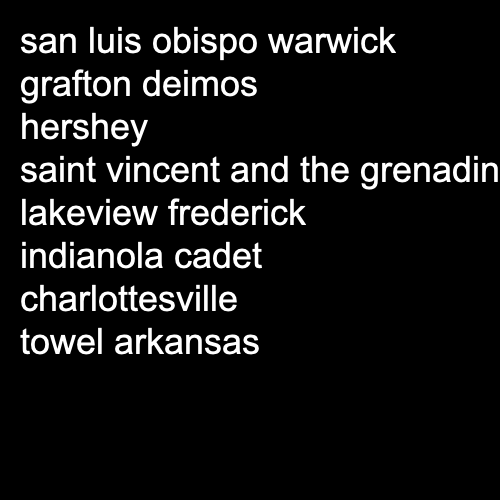 san luis obispo warwick
grafton deimos
hershey
saint vincent and the grenadin
lakeview frederick
indianola cadet
charlottesville
towel arkansas